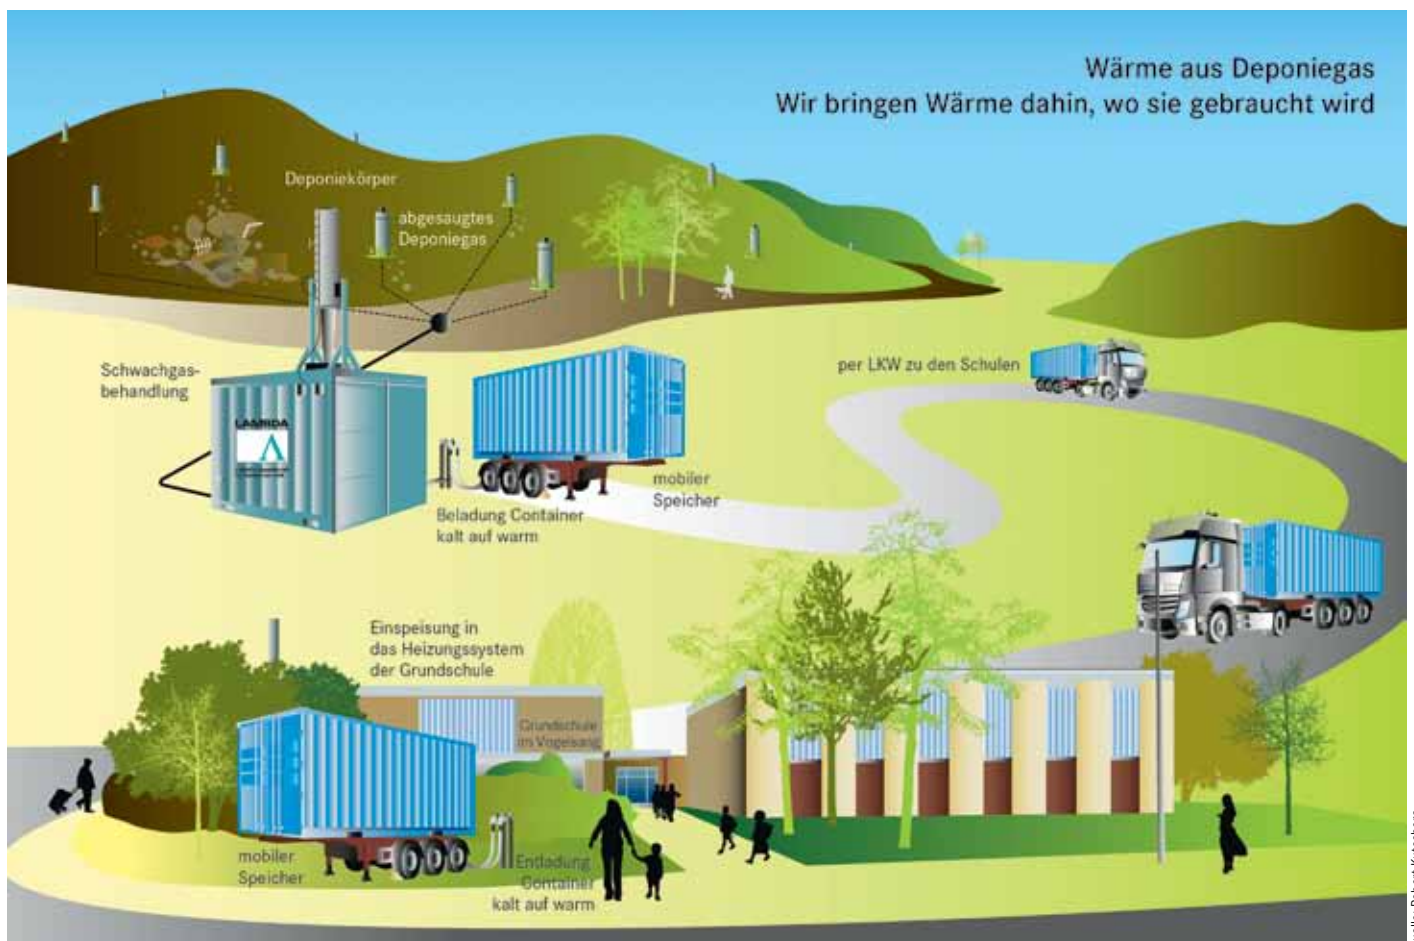 Wärme aus Deponiegas
Wir bringen Wärme dahin, wo sie gebraucht wird
Deponiekörper
abgesaugtes
Deponiegas
Schwachgas-
behandlung
LAMBDA
Λ
per LKW zu den Schulen
mobiler
Speicher
Beladung Container
kalt auf warm
Einspeisung in
das Heizungssystem
der Grundschule
Grundschule
im Vogelsang
mobiler
Speicher
Entladung
Container
kalt auf warm